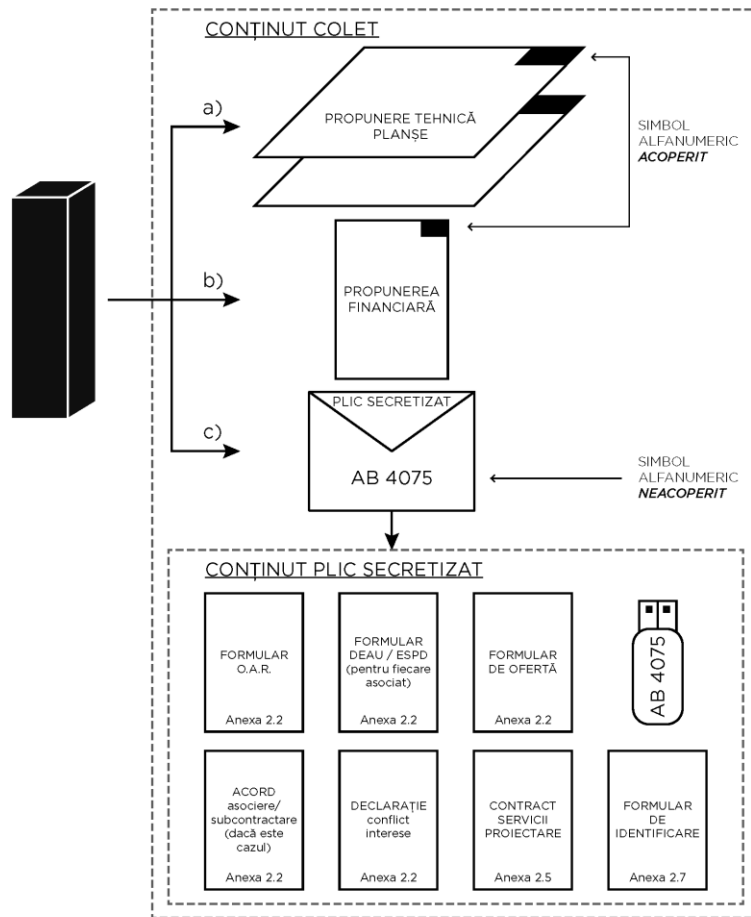 CONȚINUT COLET
a)
PROPUNERE TEHNICĂ
PLANȘE
SIMBOL
ALFANUMERIC
ACOPERIT
b)
PROPUNEREA
FINANCIARĂ
c)
PLIC SECRETIZAT
AB 4075
SIMBOL
ALFANUMERIC
NEACOPERIT
CONȚINUT PLIC SECRETIZAT
FORMULAR
O.A.R.
Anexa 2.2
FORMULAR
DEAU / ESPD
(pentru fiecare
asociat)
Anexa 2.2
FORMULAR
DE OFERTĂ
Anexa 2.2
AB 4075
ACORD
asociere/
subcontractare
(dacă este
cazul)
Anexa 2.2
DECLARAȚIE
conflict
interese
Anexa 2.2
CONTRACT
SERVICII
PROIECTARE
Anexa 2.5
FORMULAR
DE
IDENTIFICARE
Anexa 2.7